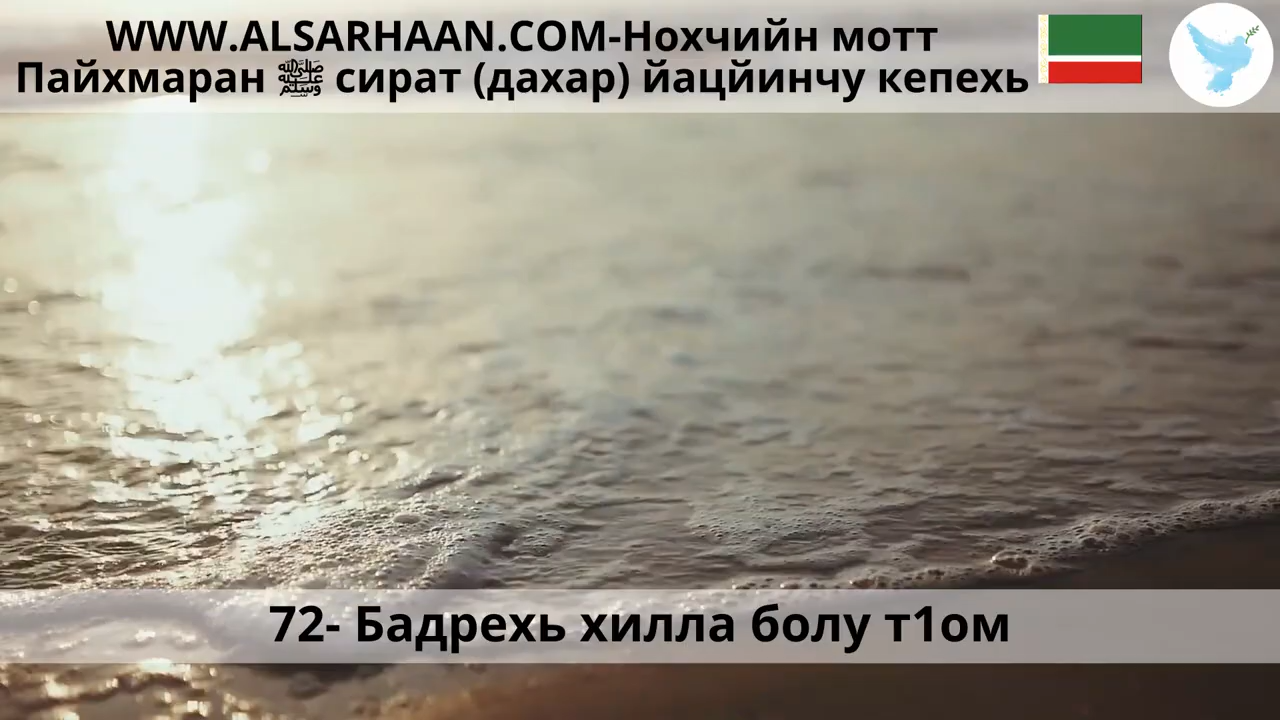 WWW.ALSARHAAN.COM-Нохчийн мотт
Пайхмаран ﷺ сират (дахар) йацйинчу кепехь
72- Бадрехь хилла болу т1ом